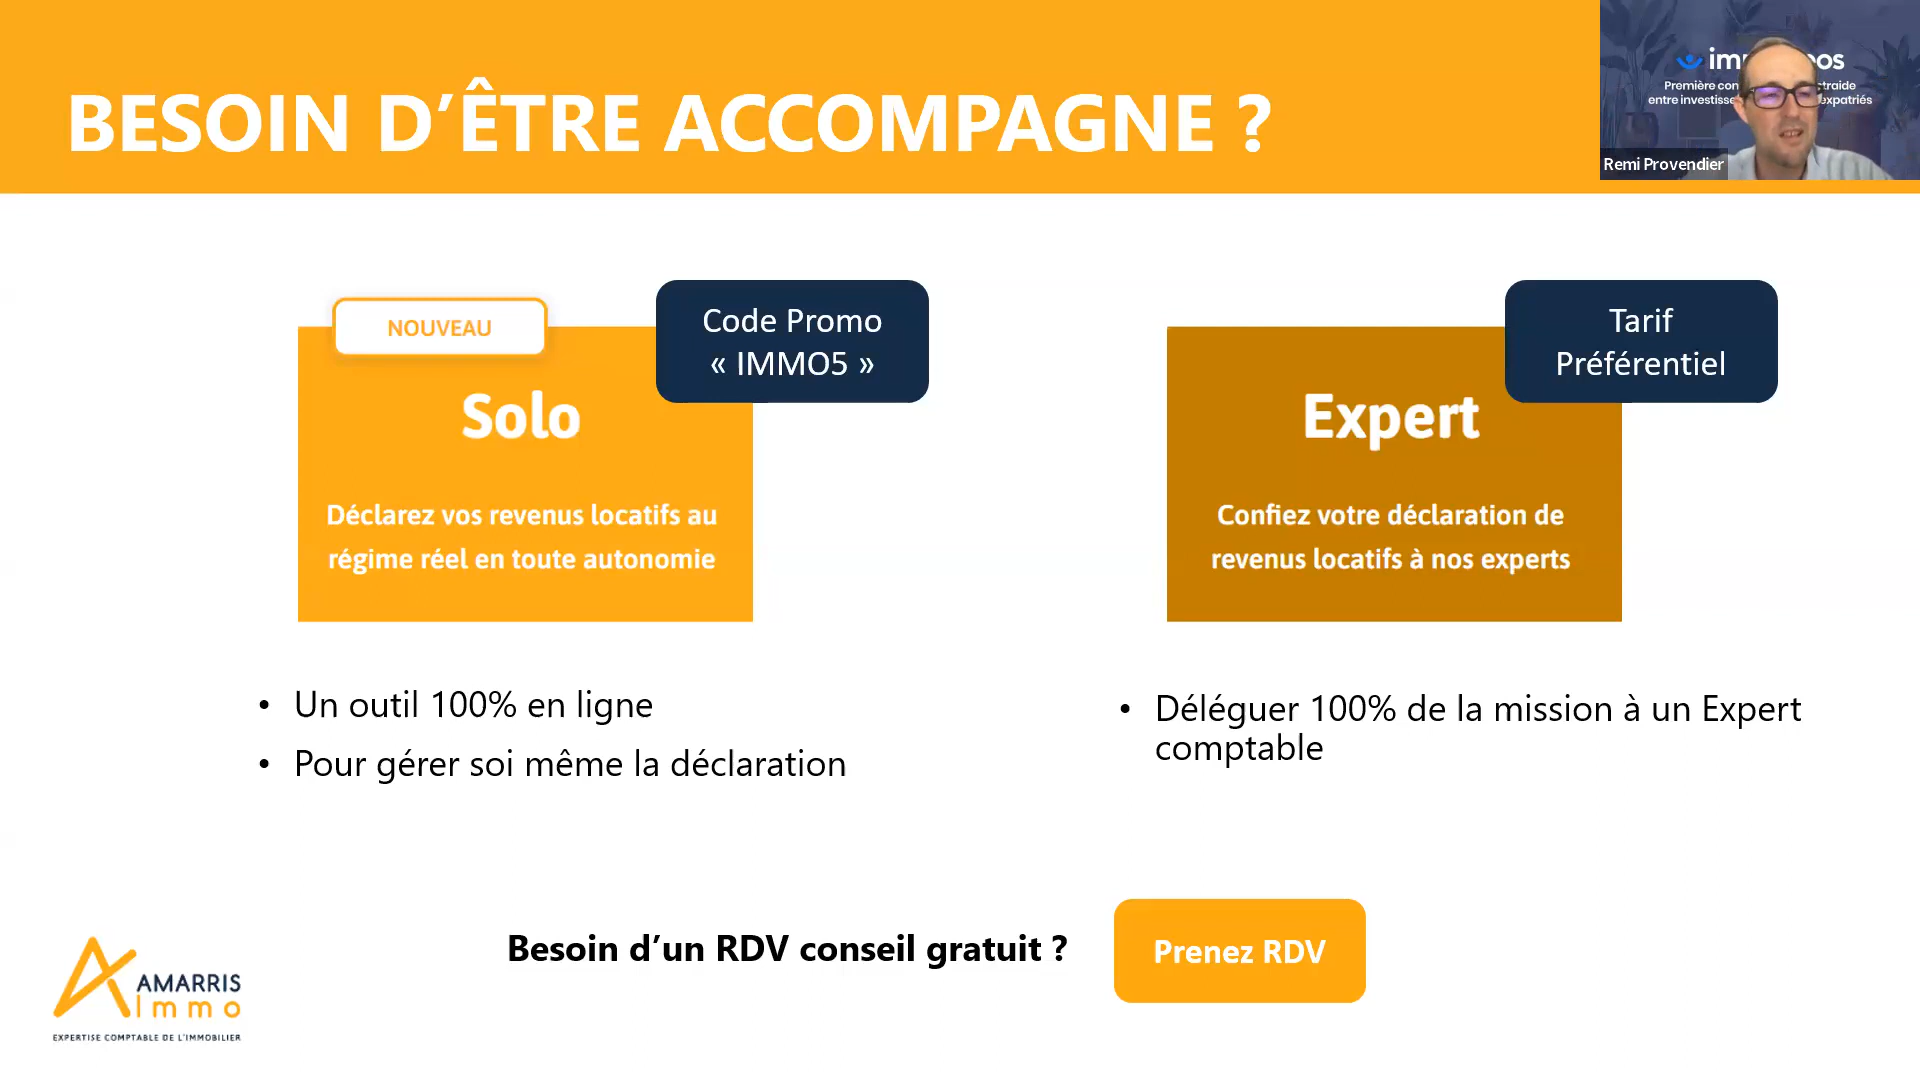 BESOIN D’ÊTRE ACCOMPAGNE ?
Première
entre
expatriés
Remi Provendier
NOUVEAU
Code Promo
« IMMO5 »
Solo
Déclarez vos revenus locatifs au
régime réel en toute autonomie
Tarif
Préférentiel
Expert
Confiez votre déclaration de
revenus locatifs à nos experts
• Un outil 100% en ligne
• Pour gérer soi même la déclaration
• Déléguer 100% de la mission à un Expert
comptable
Besoin d’un RDV conseil gratuit ?
Prenez RDV
AMARRIS
Immo
EXPERTISE COMPTABLE DE L’IMMOBILIER